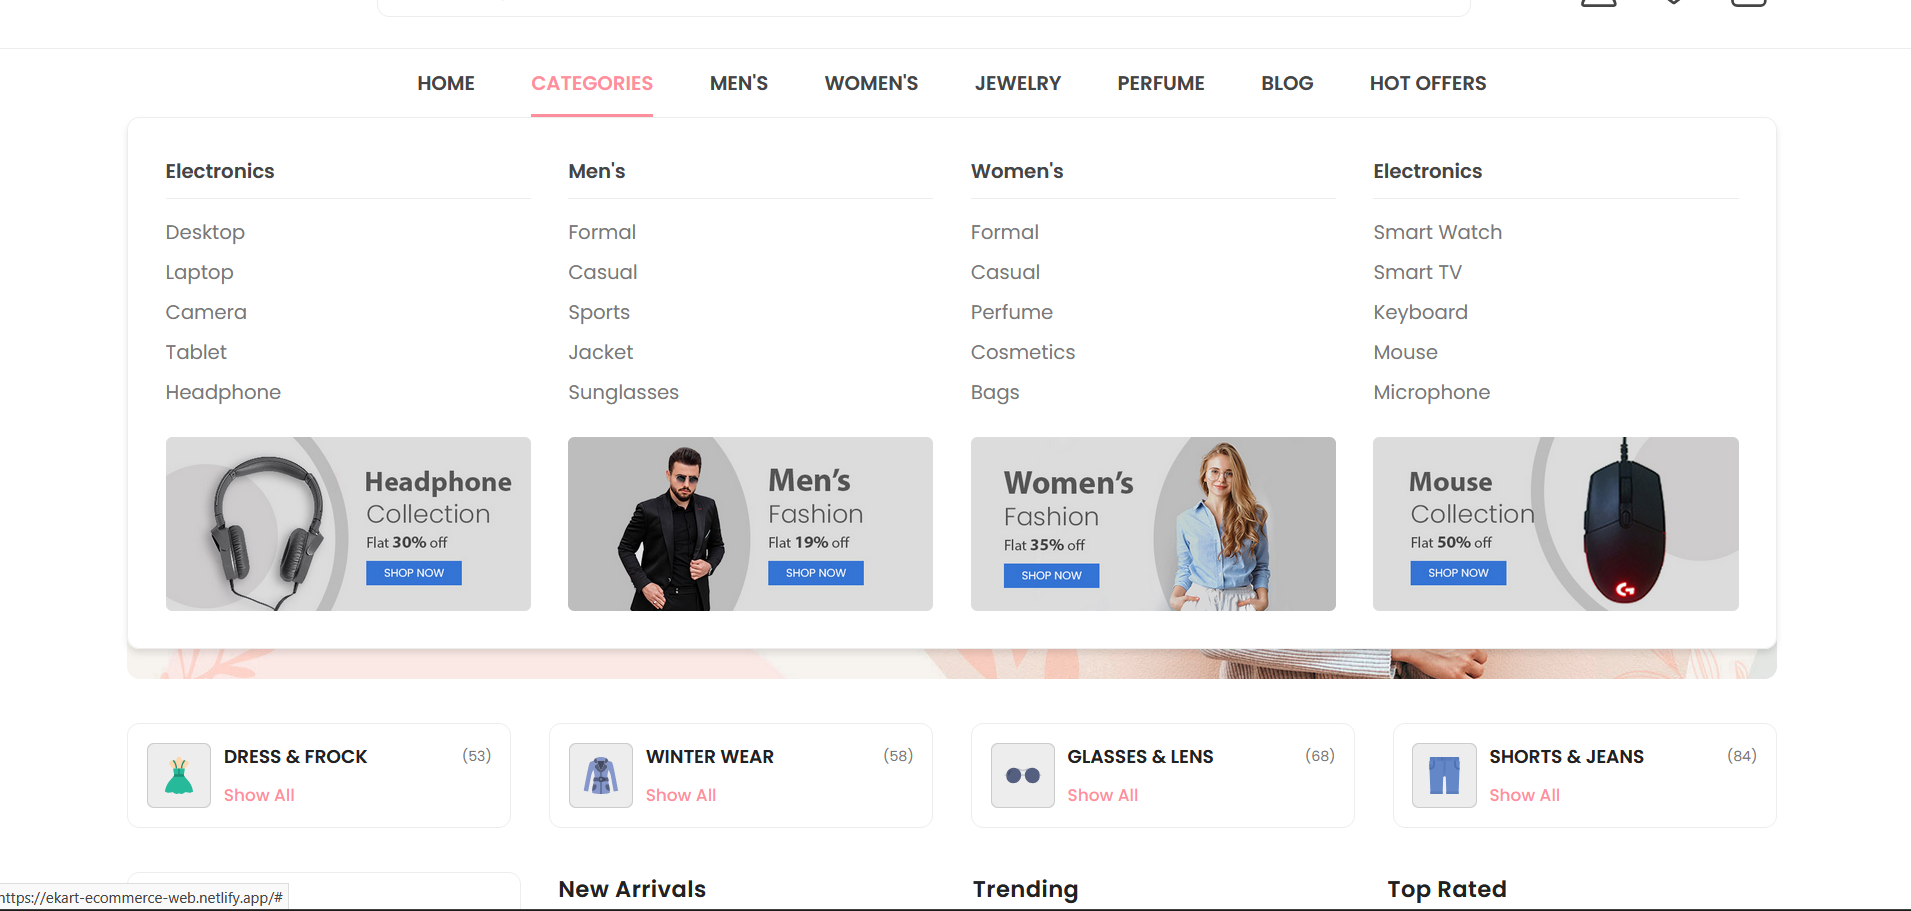 HOME CATEGORIES MEN'S WOMEN'S JEWELRY PERFUME BLOG HOT OFFERS
Electronics
Desktop
Laptop
Camera
Tablet
Headphone
Headphone
Collection
Flat 30% off
SHOP NOW
Men's
Formal
Casual
Sports
Jacket
Sunglasses
Men's
Fashion
Flat 19% off
SHOP NOW
Women's
Formal
Casual
Perfume
Cosmetics
Bags
Women's
Fashion
Flat 35% off
SHOP NOW
Electronics
Smart Watch
Smart TV
Keyboard
Mouse
Microphone
Mouse
Collection
Flat 50% off
SHOP NOW
DRESS & FROCK (53)
Show All
WINTER WEAR (58)
Show All
GLASSES & LENS (68)
Show All
SHORTS & JEANS (84)
Show All
New Arrivals
Trending
Top Rated
https://ekart-ecommerce-web.netlify.app/#